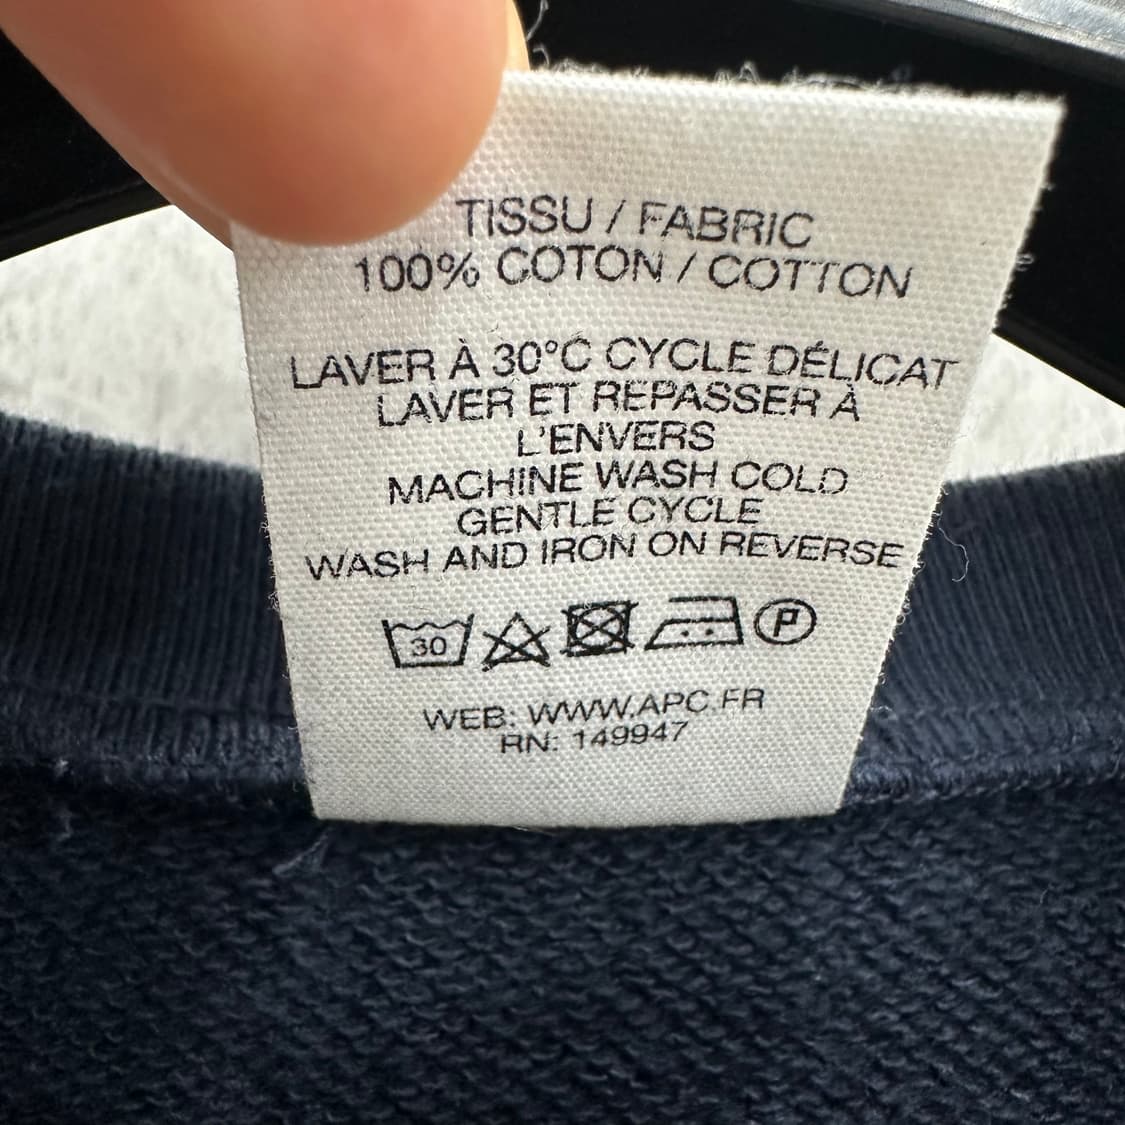 TISSU / FABRIC
100% COTON / COTTON
LAVER À 30°C CYCLE DÉLICAT
LAVER ET REPASSER À
L'ENVERS
MACHINE WASH COLD
GENTLE CYCLE
WASH AND IRON ON REVERSE
30 P
WEB: WWW.APC.FR
RN: 149947